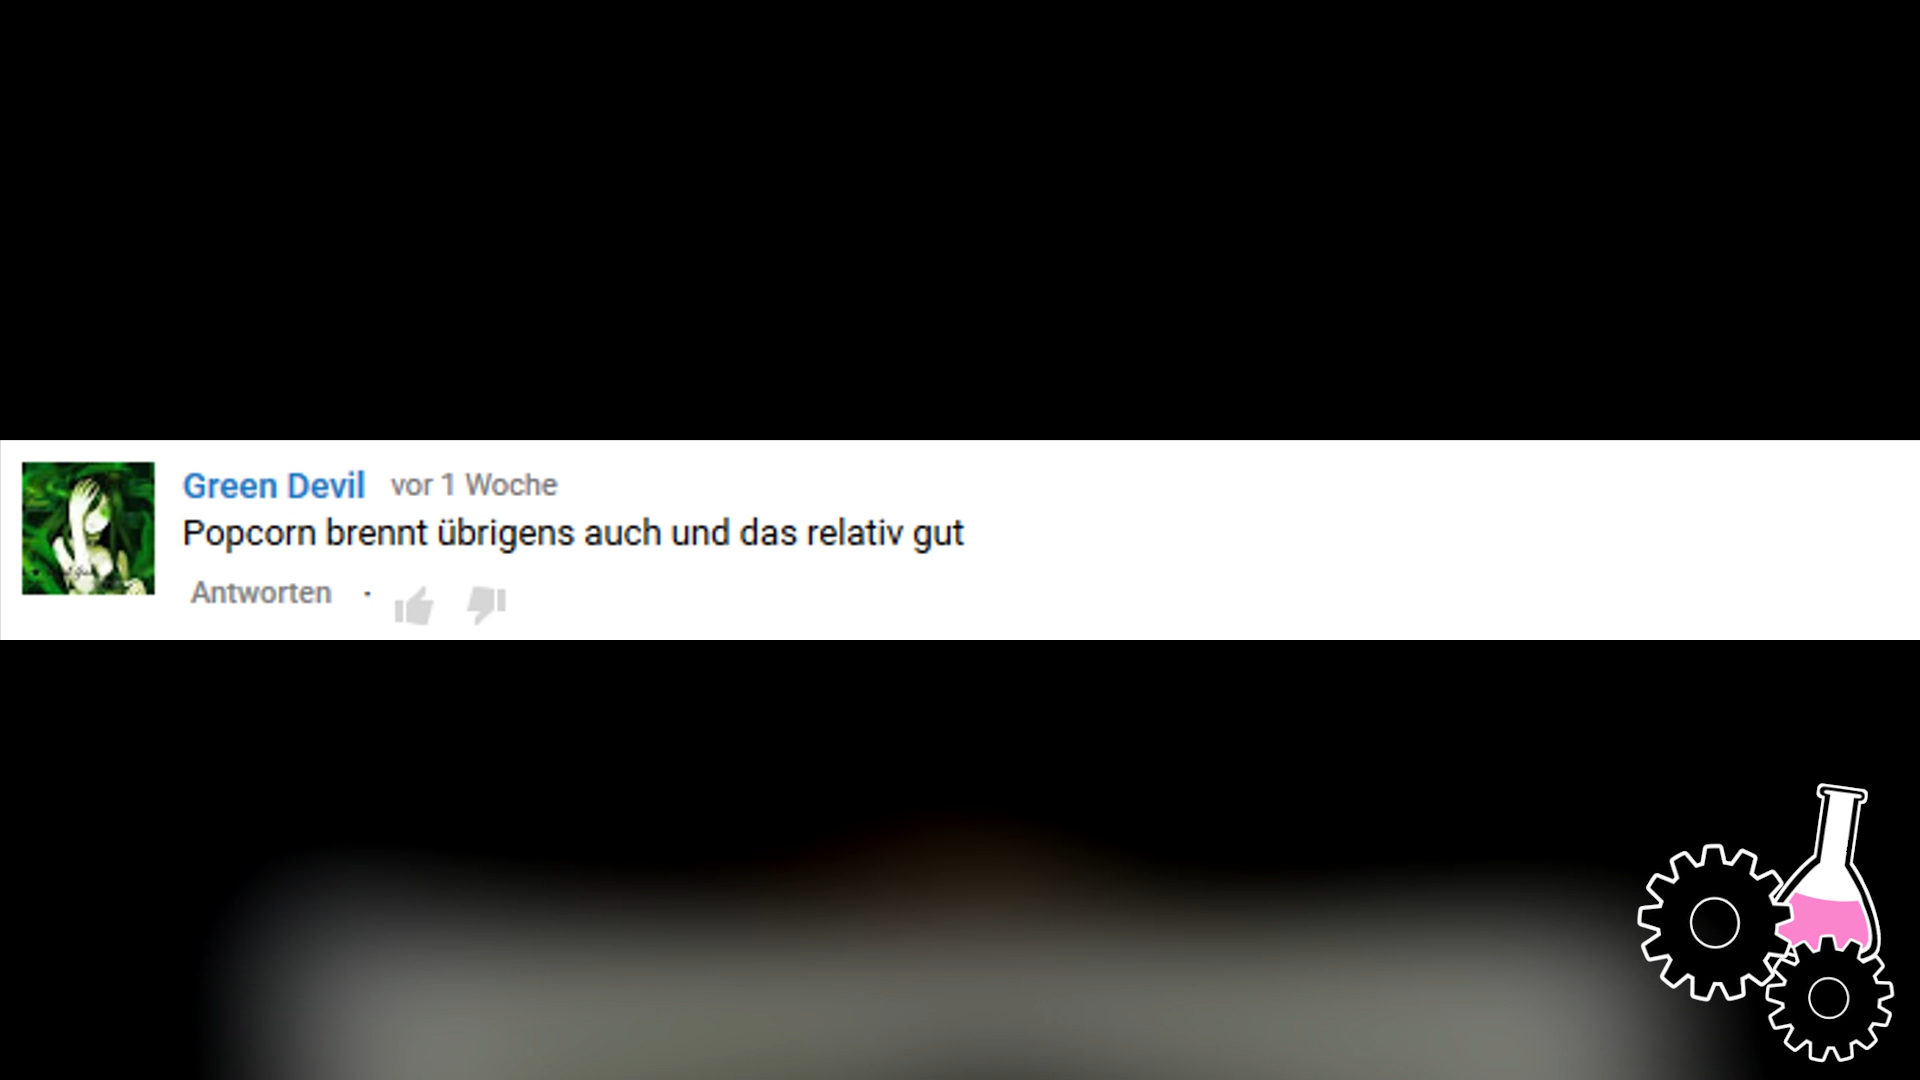 Green Devil vor 1 Woche
Popcorn brennt übrigens auch und das relativ gut
Antworten ·